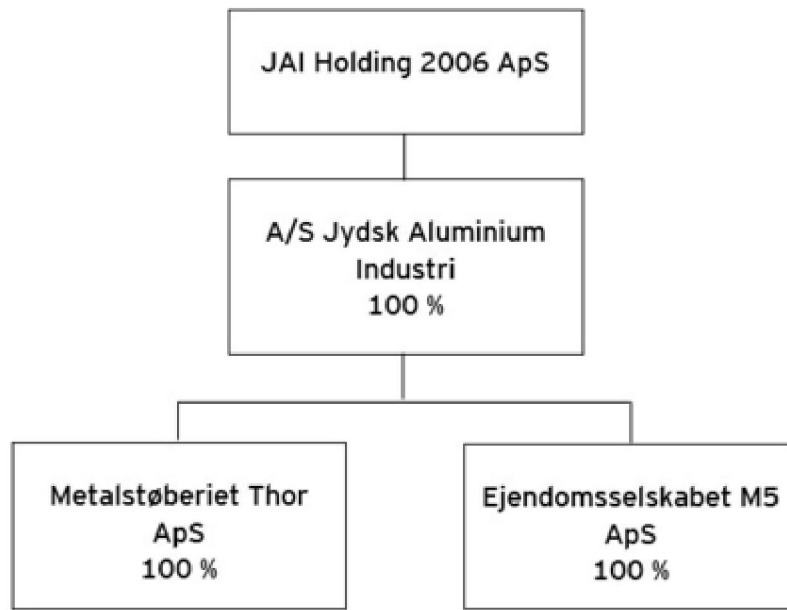 JAI Holding 2006 ApS
A/S Jydsk Aluminium
Industri
100 %
Metalstøberiet Thor
ApS
100 %
Ejendomsselskabet M5
ApS
100 %